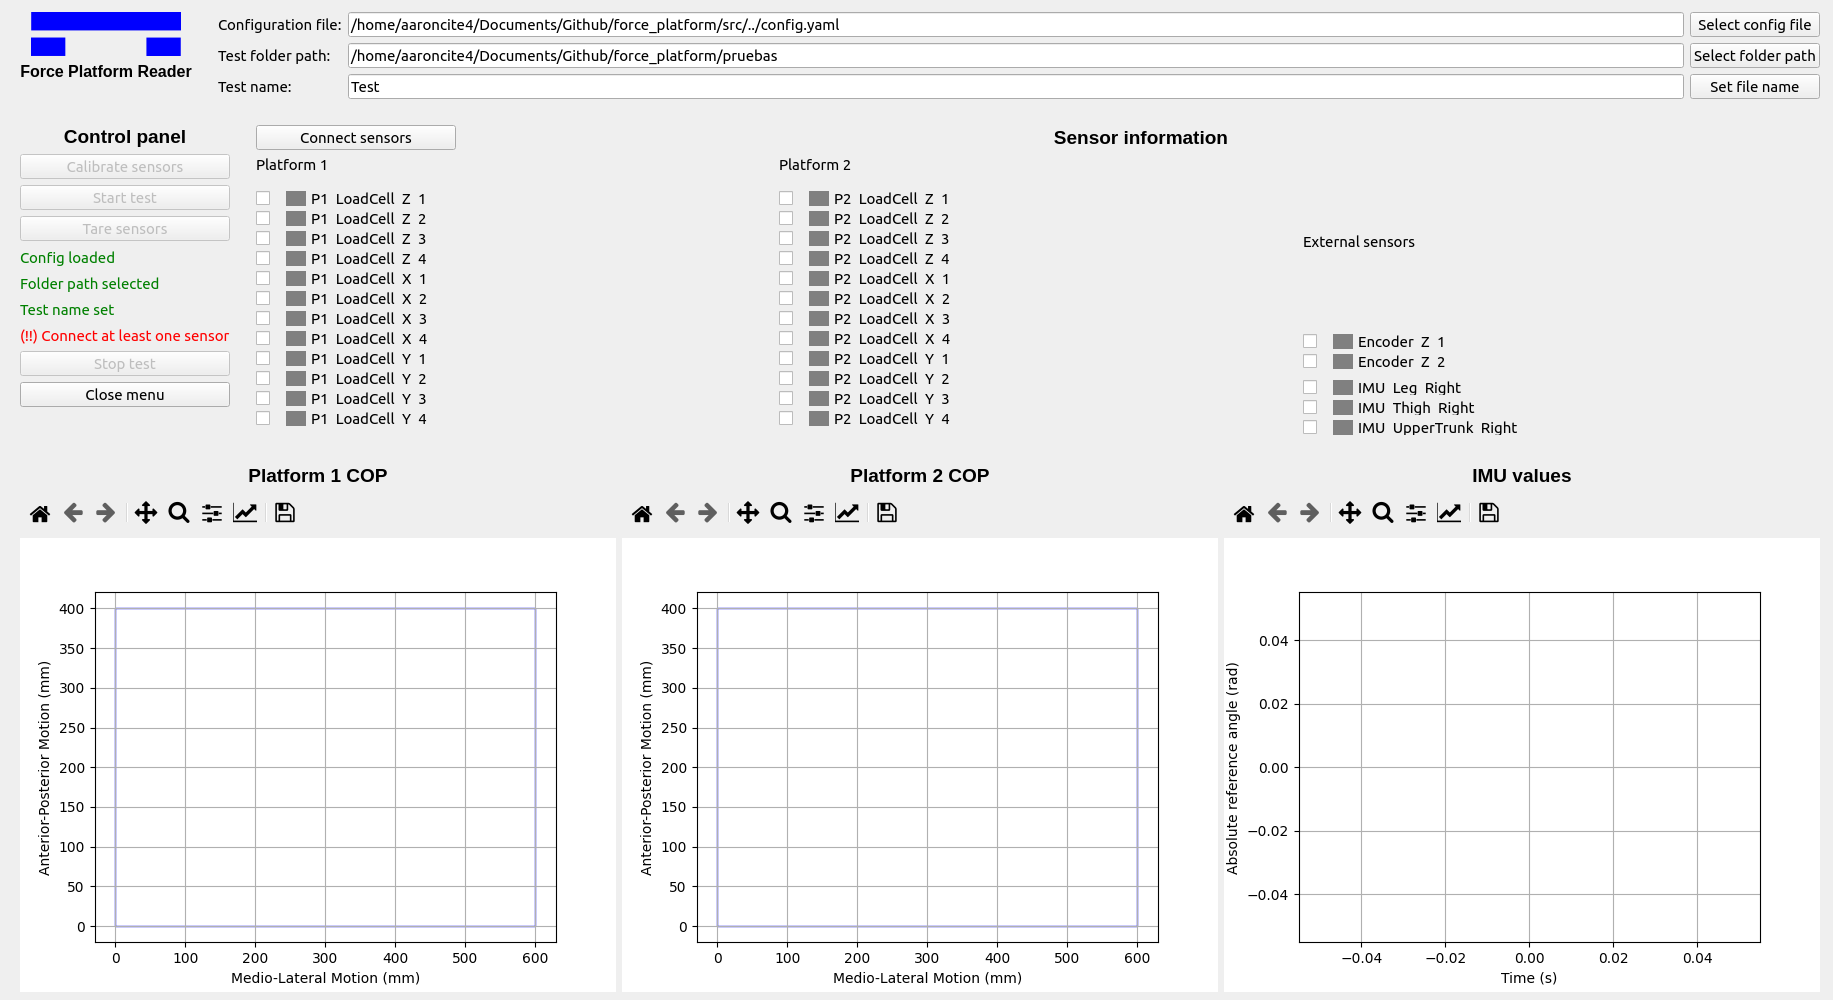 Force Platform Reader
Configuration file: /home/aaroncite4/Documents/Github/force_platform/src/../config.yaml Select config file
Test folder path: /home/aaroncite4/Documents/Github/force_platform/pruebas Select folder path
Test name: Test Set file name
Control panel
Calibrate sensors
Start test
Tare sensors
Config loaded
Folder path selected
Test name set
(!!) Connect at least one sensor
Stop test
Close menu
Connect sensors
Sensor information
Platform 1
P1 LoadCell Z 1
P1 LoadCell Z 2
P1 LoadCell Z 3
P1 LoadCell Z 4
P1 LoadCell X 1
P1 LoadCell X 2
P1 LoadCell X 3
P1 LoadCell X 4
P1 LoadCell Y 1
P1 LoadCell Y 2
P1 LoadCell Y 3
P1 LoadCell Y 4
Platform 2
P2 LoadCell Z 1
P2 LoadCell Z 2
P2 LoadCell Z 3
P2 LoadCell Z 4
P2 LoadCell X 1
P2 LoadCell X 2
P2 LoadCell X 3
P2 LoadCell X 4
P2 LoadCell Y 1
P2 LoadCell Y 2
P2 LoadCell Y 3
P2 LoadCell Y 4
External sensors
Encoder Z 1
Encoder Z 2
IMU Leg Right
IMU Thigh Right
IMU UpperTrunk Right
Platform 1 COP
400
350
300
250
200
150
100
50
0
Anterior-Posterior Motion (mm)
0 100 200 300 400 500 600
Medio-Lateral Motion (mm)
Platform 2 COP
400
350
300
250
200
150
100
50
0
Anterior-Posterior Motion (mm)
0 100 200 300 400 500 600
Medio-Lateral Motion (mm)
IMU values
0.04
0.02
0.00
−0.02
−0.04
Absolute reference angle (rad)
−0.04 −0.02 0.00 0.02 0.04
Time (s)